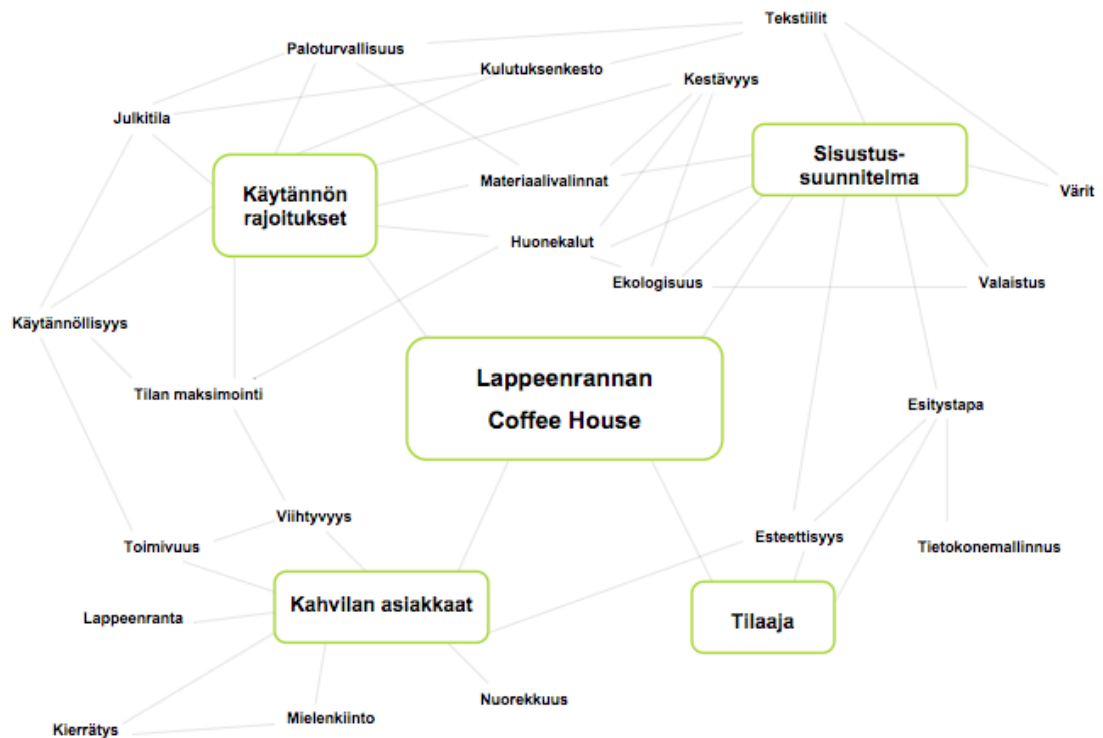 Tekstiilit
Paloturvallisuus
Kulutuksenkesto
Kestävyys
Julkitila
Sisustus-
suunnitelma
Käytännön
rajoitukset
Materiaalivalinnat
Värit
Huonekalut
Ekologisuus
Valaistus
Käytännöllisyys
Tilan maksimointi
Lappeenrannan
Coffee House
Esitystapa
Viihtyvyys
Toimivuus
Esteettisyys
Tietokonemallinnus
Kahvilan asiakkaat
Lappeenranta
Tilaaja
Nuorekkuus
Mielenkiinto
Kierrätys